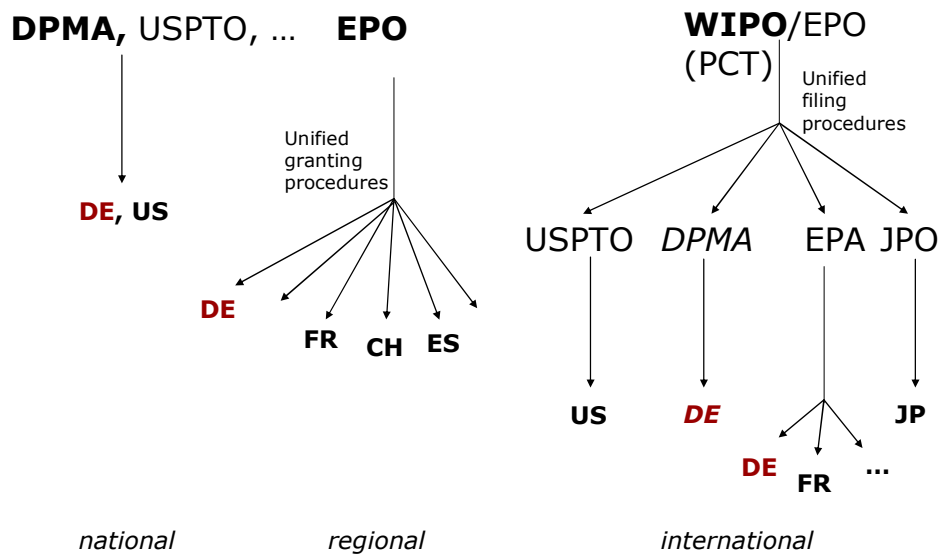 DPMA, USPTO, ... EPO
WIPO/EPO
(PCT)
Unified
filing
procedures
Unified
granting
procedures
DE, US
USPTO DPMA EPA JPO
DE
FR
CH
ES
US
DE
JP
DE
FR
...
national
regional
international